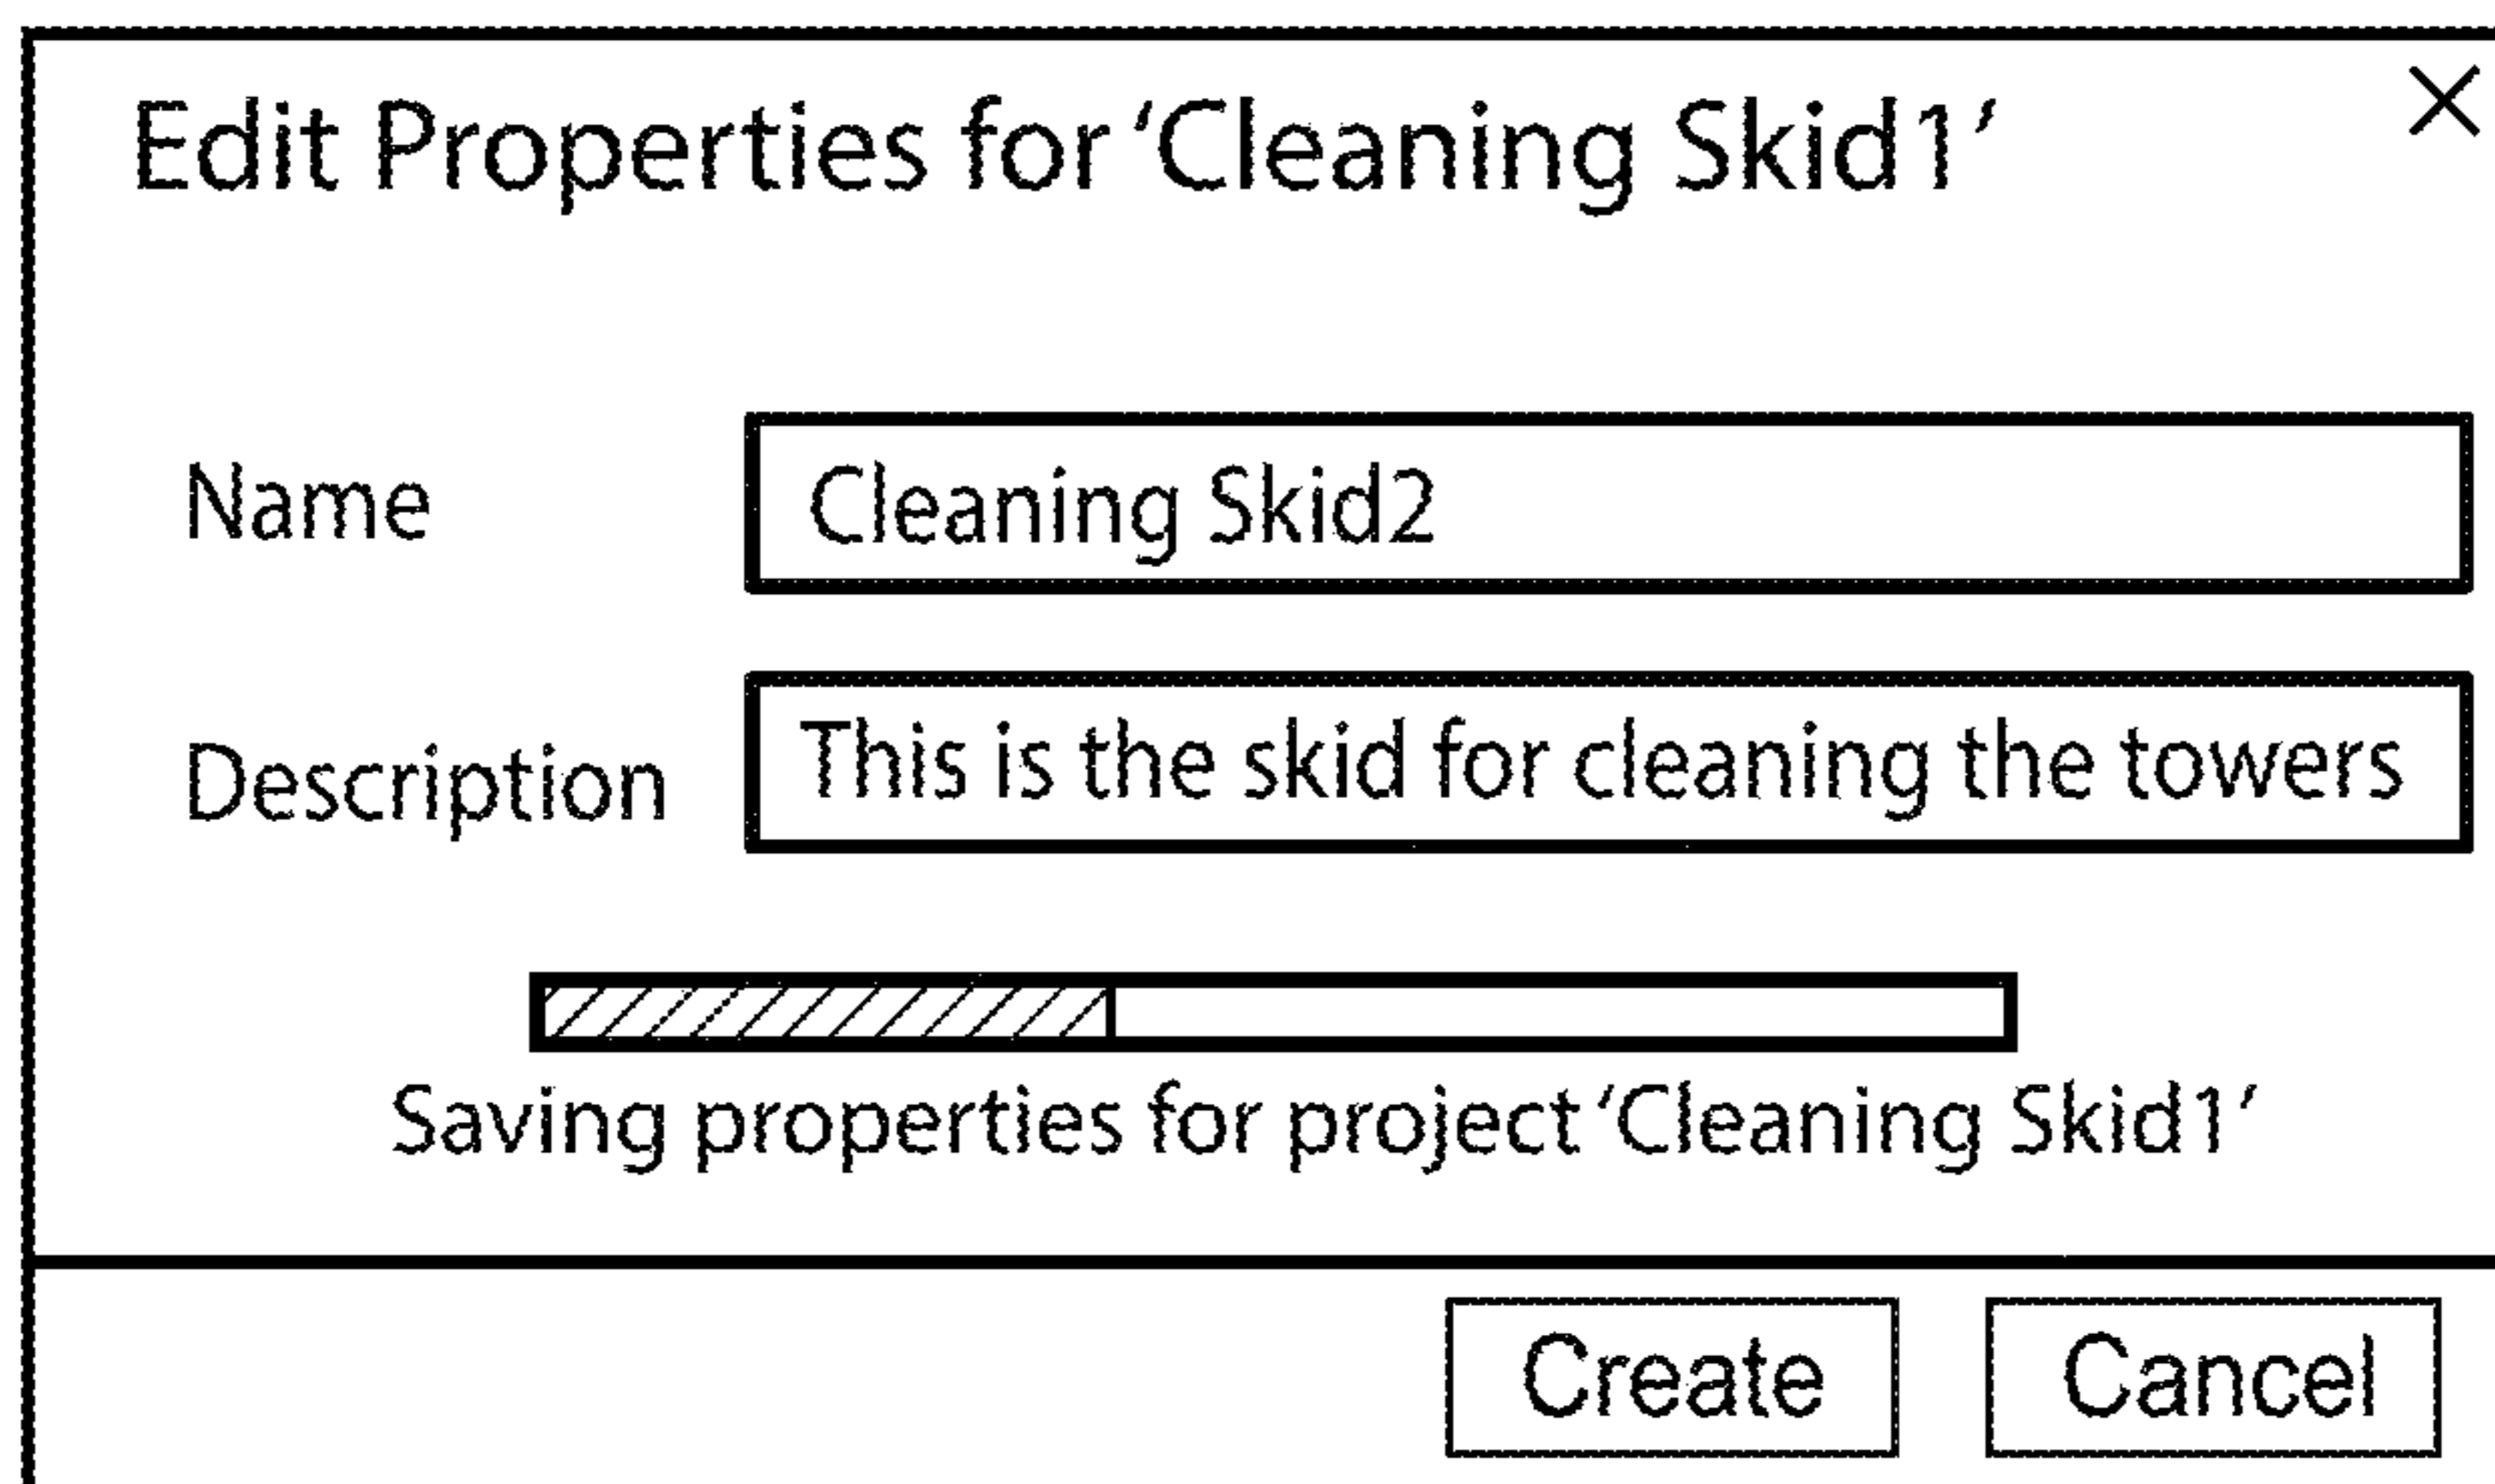 Edit Properties for ‘Cleaning Skid1’
Name
Cleaning Skid2
Description
This is the skid for cleaning the towers
Saving properties for project ‘Cleaning Skid1’
Create
Cancel